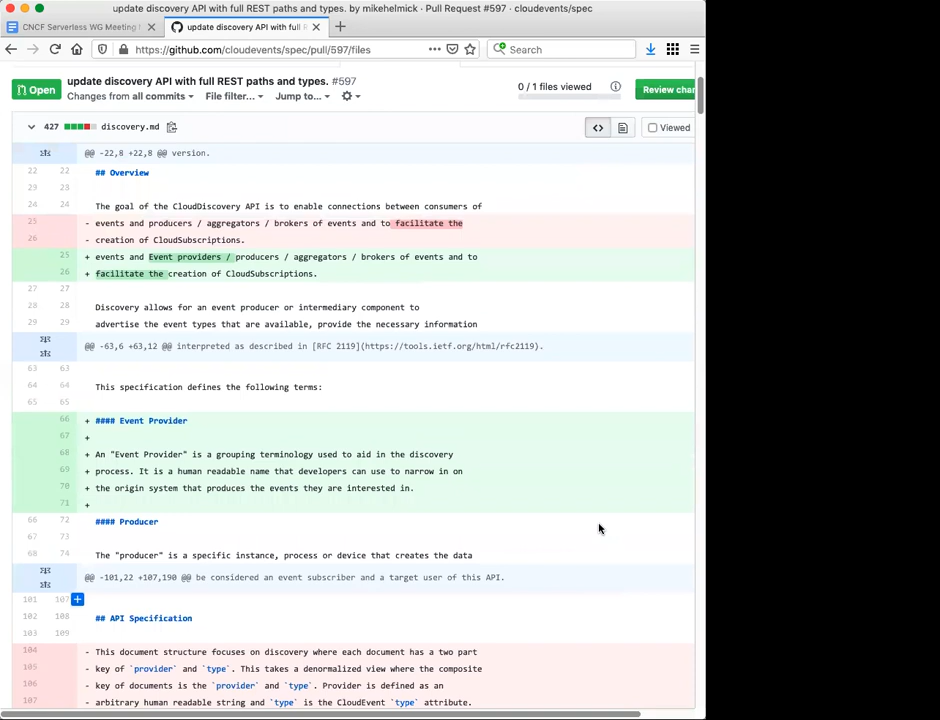 update discovery API with full REST paths and types. by mikehelmick · Pull Request #597 · cloudevents/spec
CNCF Serverless WG Meeting
update discovery API with full R
https://github.com/cloudevents/spec/pull/597/files
Search
Open
update discovery API with full REST paths and types. #597
Changes from all commits
File filter...
Jump to...
0 / 1 files viewed
Review chan
427 discovery.md
Viewed
@@ -22,8 +22,8 @@ version.
22 22 ## Overview
23 23
24 24 The goal of the CloudDiscovery API is to enable connections between consumers of
25 - events and producers / aggregators / brokers of events and to facilitate the
26 - creation of CloudSubscriptions.
25 + events and Event providers / producers / aggregators / brokers of events and to
26 + facilitate the creation of CloudSubscriptions.
27 27
28 28 Discovery allows for an event producer or intermediary component to
29 29 advertise the event types that are available, provide the necessary information
@@ -63,6 +63,12 @@ interpreted as described in [RFC 2119](https://tools.ietf.org/html/rfc2119).
63 63
64 64 This specification defines the following terms:
65 65
66 + #### Event Provider
67 +
68 + An "Event Provider" is a grouping terminology used to aid in the discovery
69 + process. It is a human readable name that developers can use to narrow in on
70 + the origin system that produces the events they are interested in.
71 +
66 72 #### Producer
67 73
68 74 The "producer" is a specific instance, process or device that creates the data
@@ -101,22 +107,190 @@ be considered an event subscriber and a target user of this API.
101 107
102 108 ## API Specification
103 109
104 - This document structure focuses on discovery where each document has a two part
105 - key of `provider` and `type`. This takes a denormalized view where the composite
106 - key of documents is the `provider` and `type`. Provider is defined as an
107 - arbitrary human readable string and `type` is the CloudEvent `type` attribute.